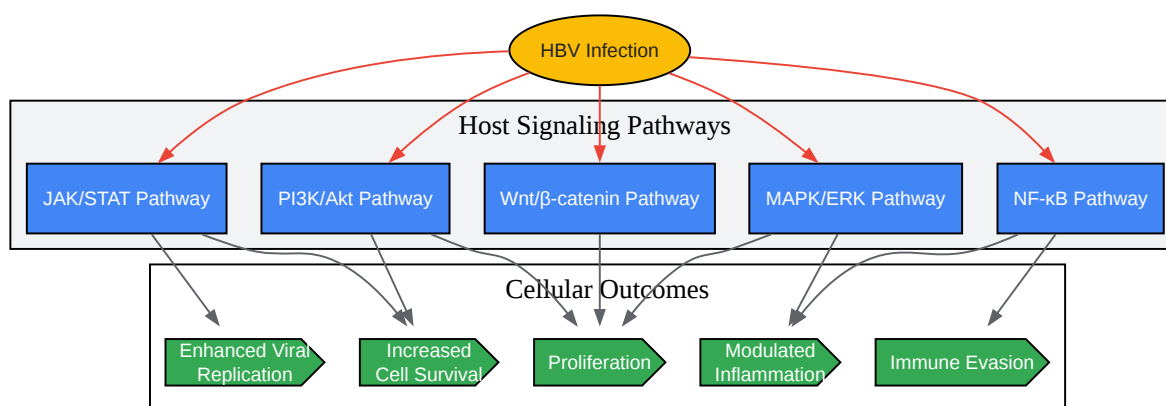 HBV Infection
Host Signaling Pathways
JAK/STAT Pathway
PI3K/Akt Pathway
Wnt/β-catenin Pathway
MAPK/ERK Pathway
NF-κB Pathway
Cellular Outcomes
Enhanced Viral
Replication
Increased
Cell Survival
Proliferation
Modulated
Inflammation
Immune Evasion